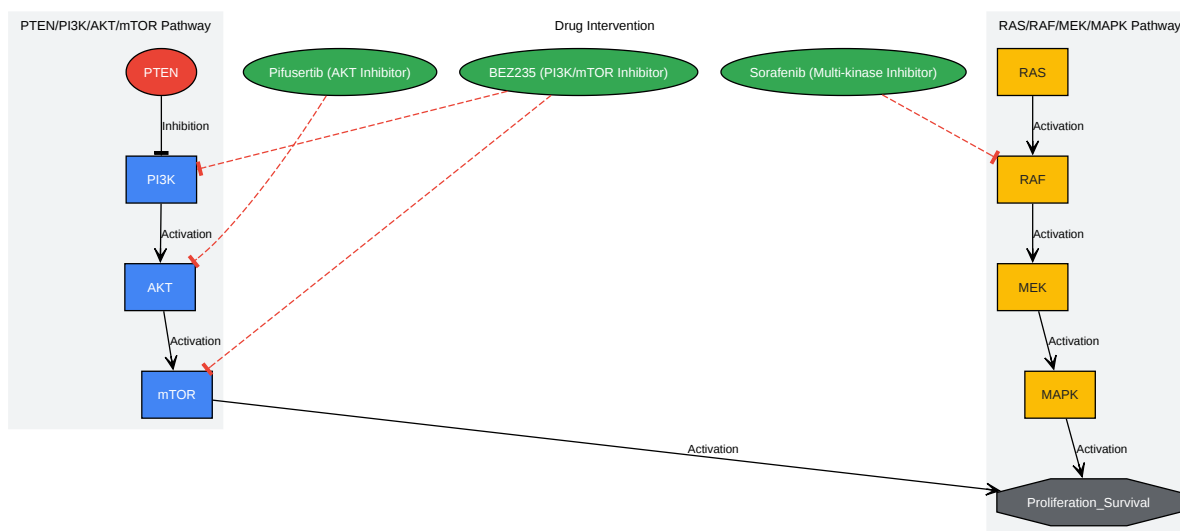 PTEN/PI3K/AKT/mTOR Pathway
Drug Intervention
RAS/RAF/MEK/MAPK Pathway
PTEN
Pifusertib (AKT Inhibitor)
BEZ235 (PI3K/mTOR Inhibitor)
Sorafenib (Multi-kinase Inhibitor)
RAS
Inhibition
Activation
PI3K
RAF
Activation
Activation
AKT
MEK
Activation
Activation
mTOR
MAPK
Activation
Activation
Proliferation_Survival